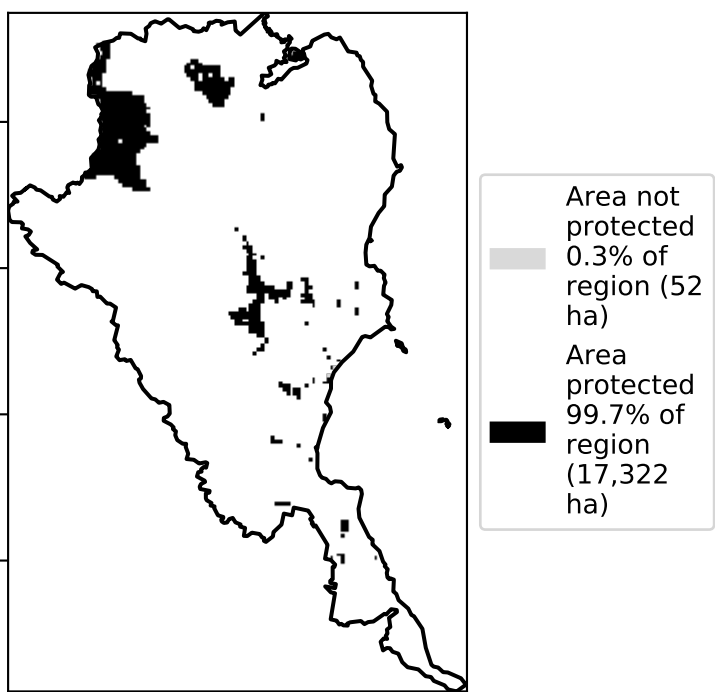 Area not
protected
0.3% of
region (52
ha)
Area
protected
99.7% of
region
(17,322
ha)